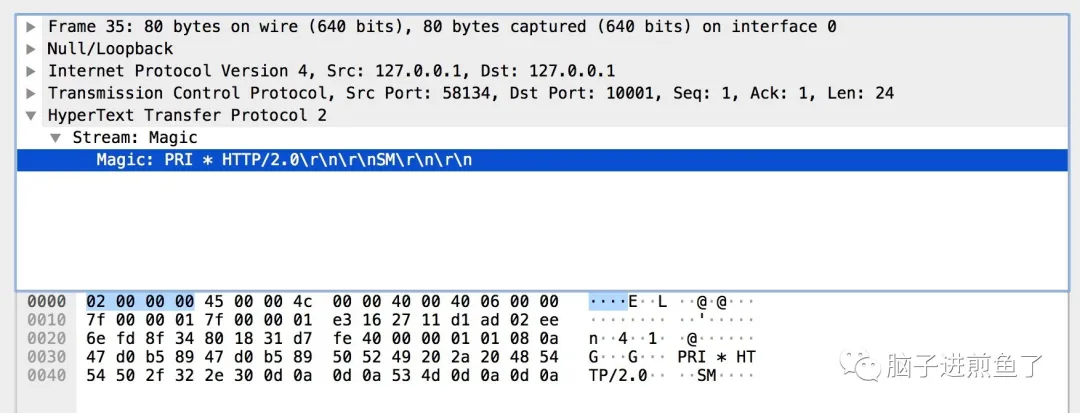 Frame 35: 80 bytes on wire (640 bits), 80 bytes captured (640 bits) on interface 0
Null/Loopback
Internet Protocol Version 4, Src: 127.0.0.1, Dst: 127.0.0.1
Transmission Control Protocol, Src Port: 58134, Dst Port: 10001, Seq: 1, Ack: 1, Len: 24
HyperText Transfer Protocol 2
Stream: Magic
Magic: PRI * HTTP/2.0\r\n\r\nSM\r\n\r\n
0000 02 00 00 00 45 00 00 4c 00 00 40 00 40 06 00 00 ····E··L ··@·@···
0010 7f 00 00 01 7f 00 00 01 e3 16 27 11 d1 ad 02 ee ········ ··'·····
0020 6e fd 8f 34 80 18 31 d7 fe 40 00 00 01 01 08 0a n··4··1· ·@······
0030 47 d0 b5 89 47 d0 b5 89 50 52 49 20 2a 20 48 54 G···G··· PRI * HT
0040 54 50 2f 32 2e 30 0d 0a 0d 0a 53 4d 0d 0a 0d 0a TP/2.0·· ··SM····
脑子进煎鱼了